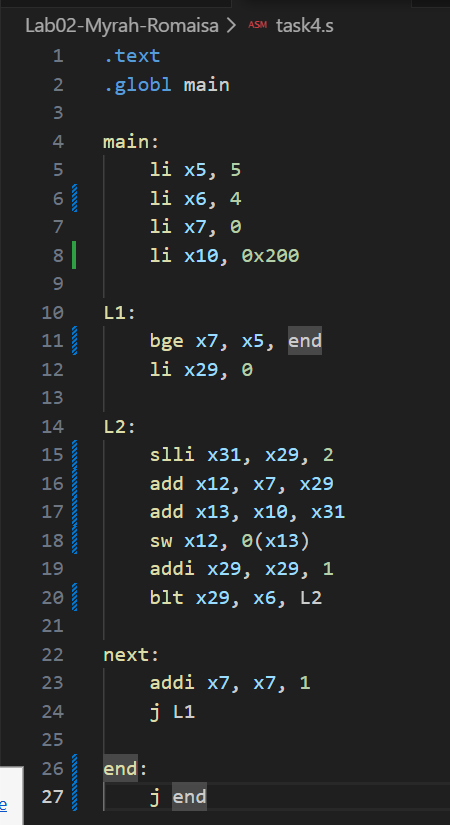 Lab02-Myrah-Romaisa > ASM task4.s
1 .text
2 .globl main
3
4 main:
5 li x5, 5
6 li x6, 4
7 li x7, 0
8 li x10, 0x200
9
10 L1:
11 bge x7, x5, end
12 li x29, 0
13
14 L2:
15 slli x31, x29, 2
16 add x12, x7, x29
17 add x13, x10, x31
18 sw x12, 0(x13)
19 addi x29, x29, 1
20 blt x29, x6, L2
21
22 next:
23 addi x7, x7, 1
24 j L1
25
26 end:
e
27 j end